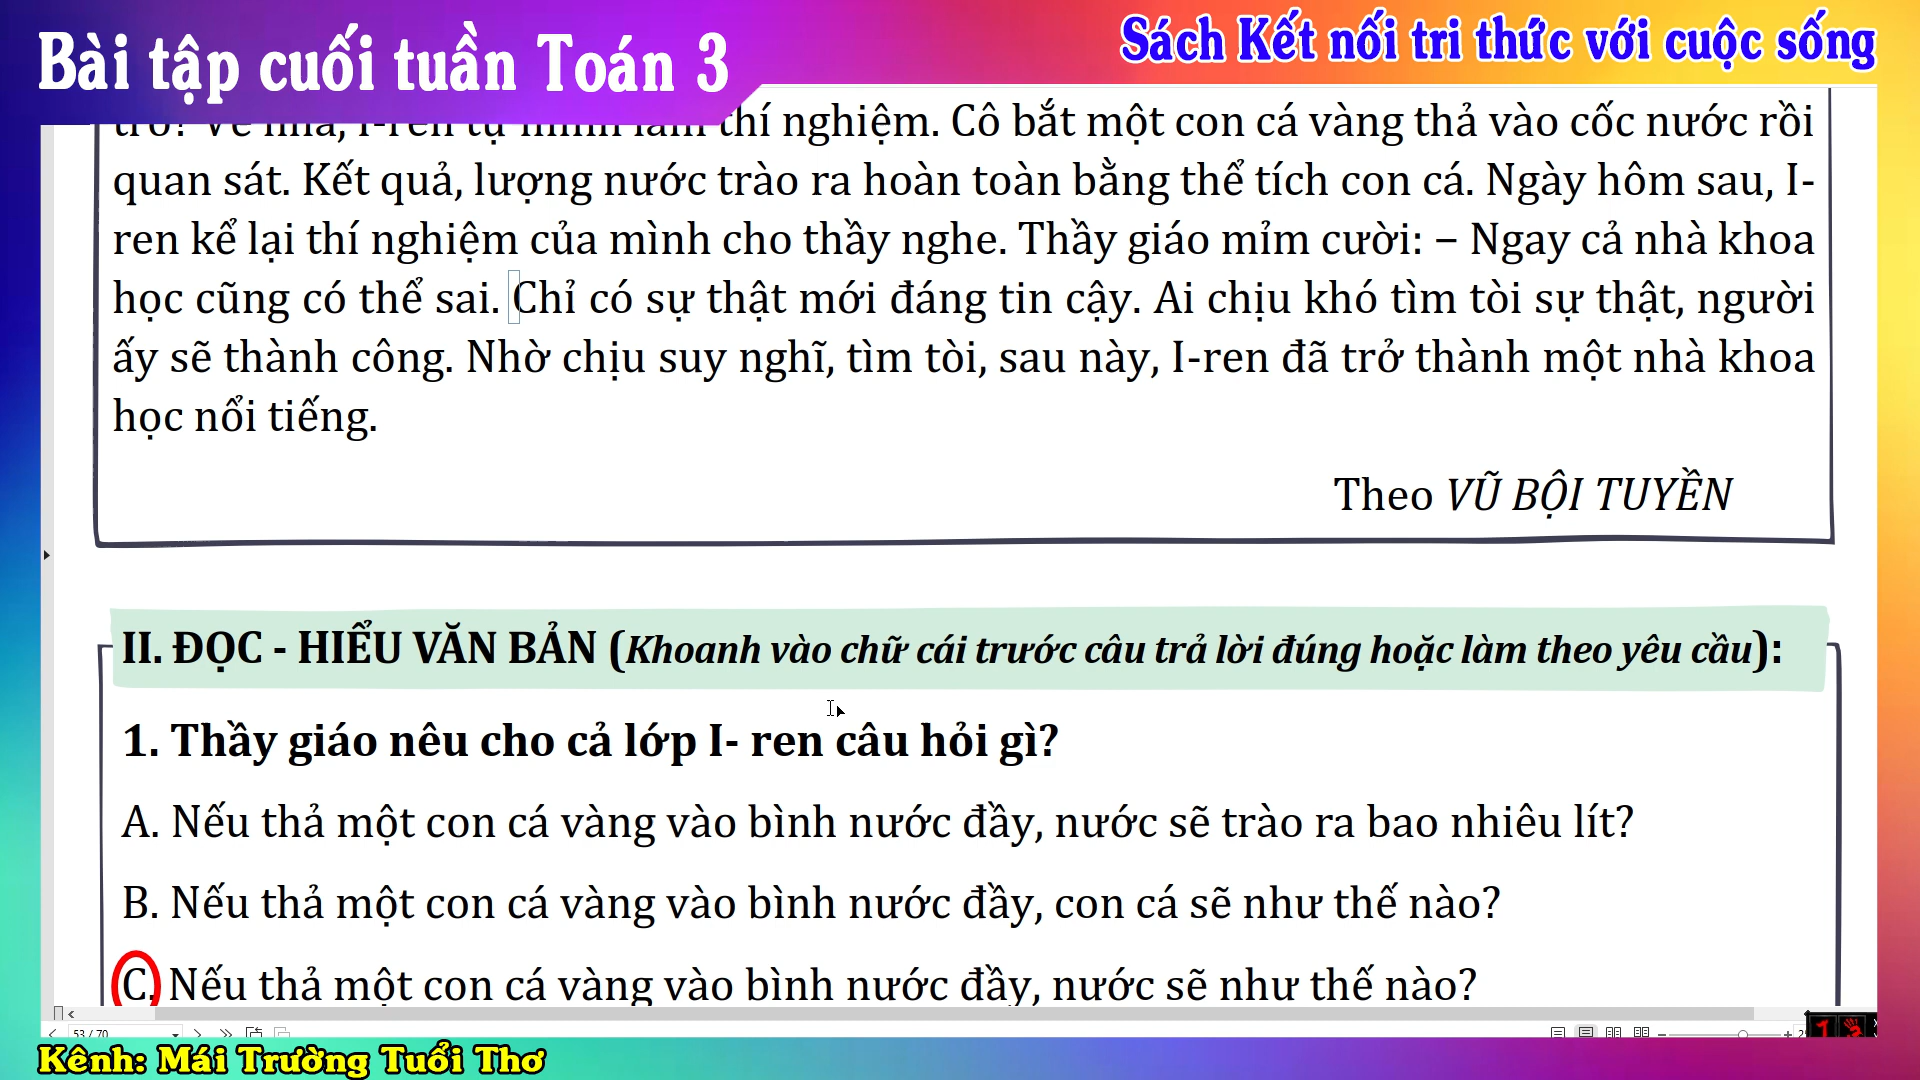 Bài tập cuối tuần Toán 3
Sách Kết nối tri thức với cuộc sống
thí nghiệm. Cô bắt một con cá vàng thả vào cốc nước rồi
quan sát. Kết quả, lượng nước trào ra hoàn toàn bằng thể tích con cá. Ngày hôm sau, I-
ren kể lại thí nghiệm của mình cho thầy nghe. Thầy giáo mỉm cười: – Ngay cả nhà khoa
học cũng có thể sai. Chỉ có sự thật mới đáng tin cậy. Ai chịu khó tìm tòi sự thật, người
ấy sẽ thành công. Nhờ chịu suy nghĩ, tìm tòi, sau này, I-ren đã trở thành một nhà khoa
học nổi tiếng.
Theo VŨ BỘI TUYỀN
II. ĐỌC - HIỂU VĂN BẢN (Khoanh vào chữ cái trước câu trả lời đúng hoặc làm theo yêu cầu):
1. Thầy giáo nêu cho cả lớp I- ren câu hỏi gì?
A. Nếu thả một con cá vàng vào bình nước đầy, nước sẽ trào ra bao nhiêu lít?
B. Nếu thả một con cá vàng vào bình nước đầy, con cá sẽ như thế nào?
C. Nếu thả một con cá vàng vào bình nước đầy, nước sẽ như thế nào?
53 / 70
Kênh: Mái Trường Tuổi Thơ